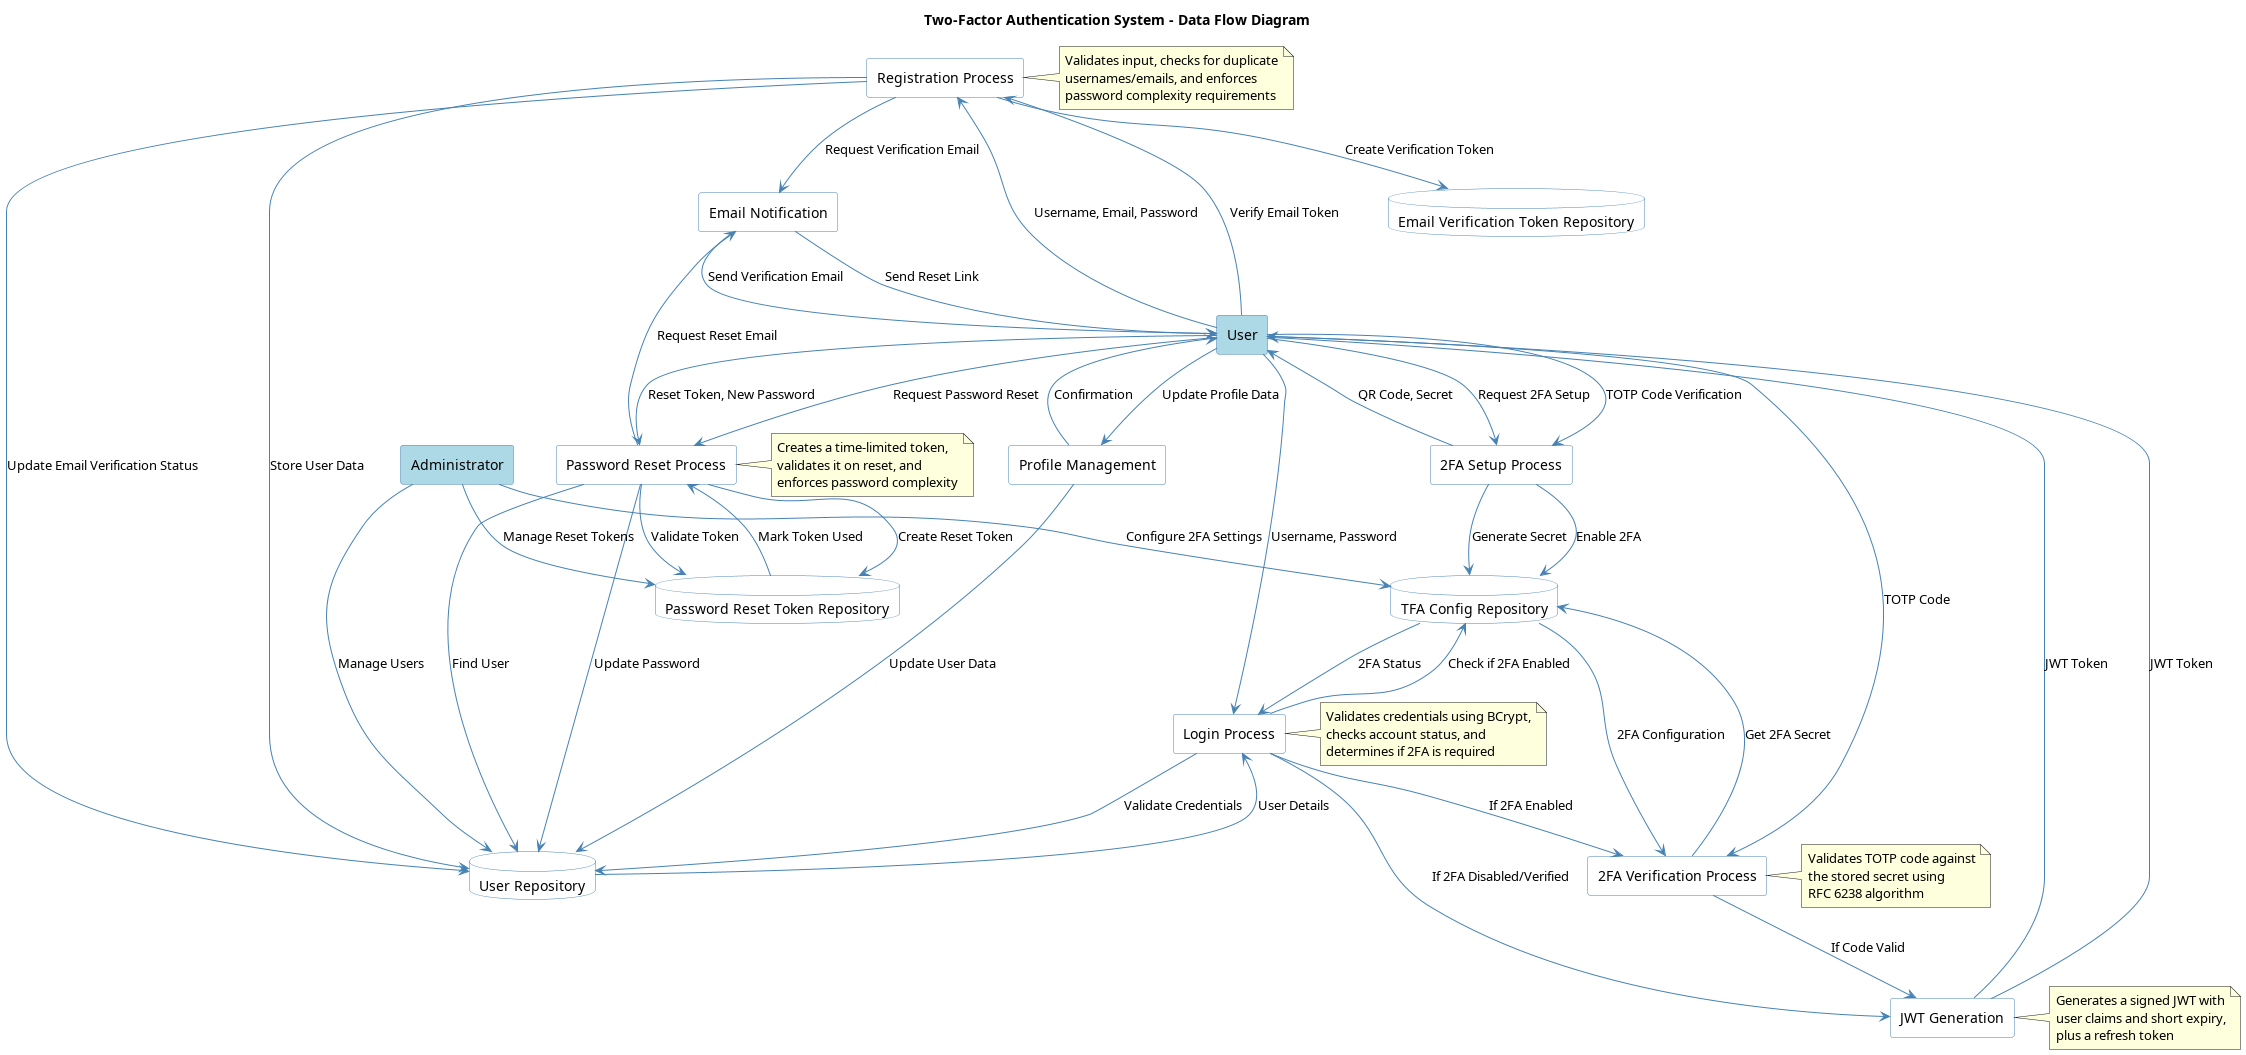 Two-Factor Authentication System - Data Flow Diagram
Registration Process
Validates input, checks for duplicate
usernames/emails, and enforces
password complexity requirements
Request Verification Email
Create Verification Token
Email Notification
Username, Email, Password
Verify Email Token
Email Verification Token Repository
Send Verification Email
Send Reset Link
Request Reset Email
User
Reset Token, New Password
Request Password Reset
Confirmation
Update Profile Data
QR Code, Secret
Request 2FA Setup
TOTP Code Verification
Update Email Verification Status
Store User Data
Administrator
Password Reset Process
Creates a time-limited token,
validates it on reset, and
enforces password complexity
Profile Management
2FA Setup Process
Manage Reset Tokens
Validate Token
Mark Token Used
Create Reset Token
Configure 2FA Settings
Username, Password
Generate Secret
Enable 2FA
Password Reset Token Repository
TFA Config Repository
TOTP Code
Manage Users
Find User
Update Password
Update User Data
2FA Status
Check if 2FA Enabled
JWT Token
JWT Token
Login Process
Validates credentials using BCrypt,
checks account status, and
determines if 2FA is required
2FA Configuration
Get 2FA Secret
Validate Credentials
User Details
If 2FA Enabled
User Repository
If 2FA Disabled/Verified
2FA Verification Process
Validates TOTP code against
the stored secret using
RFC 6238 algorithm
If Code Valid
JWT Generation
Generates a signed JWT with
user claims and short expiry,
plus a refresh token